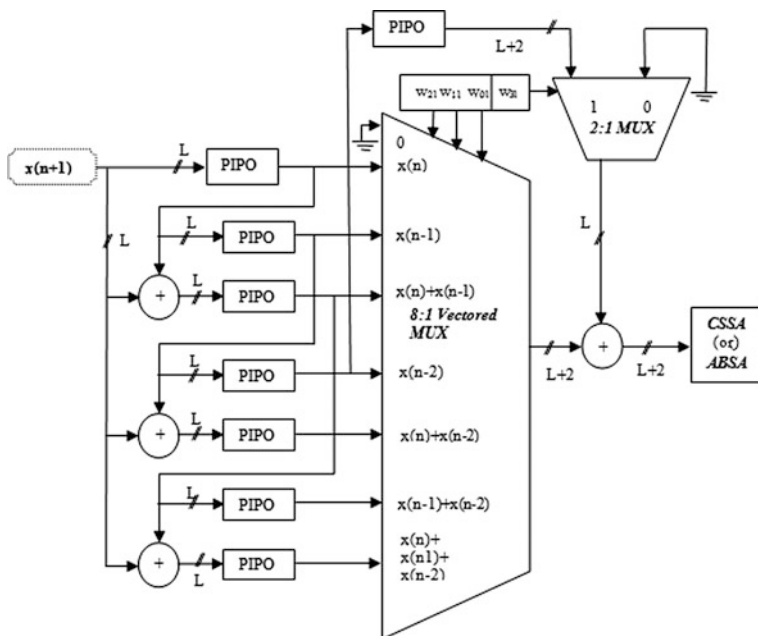 PIPO
L+2
W21 W11 W01 W31
1 0
2:1 MUX
0
x(n+1)
L
PIPO
x(n)
L
L
PIPO
x(n-1)
L
+
L
PIPO
x(n)+x(n-1)
8:1 Vectored
MUX
L
PIPO
x(n-2)
L+2
+
L+2
CSSA
(or)
ABSA
+
L
PIPO
x(n)+x(n-2)
L
PIPO
x(n-1)+x(n-2)
+
L
PIPO
x(n)+
x(n1)+
x(n-2)